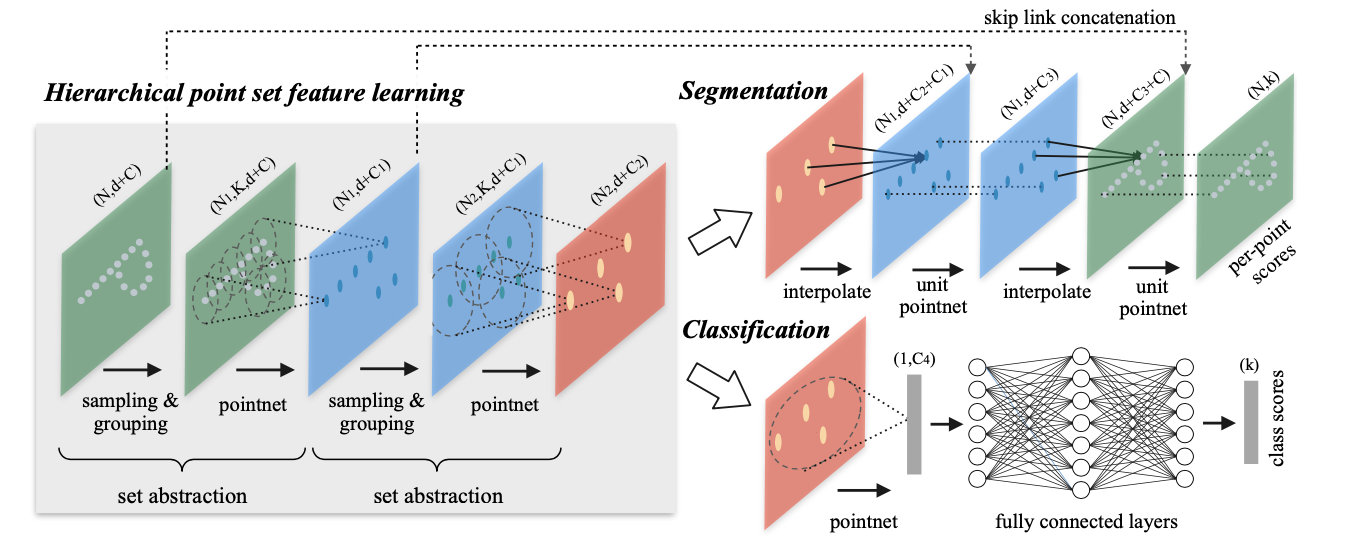 skip link concatenation
Hierarchical point set feature learning
(N,d+C)
(N1,K,d+C)
(N1,d+C1)
(N2,K,d+C1)
(N2,d+C2)
sampling &
grouping
pointnet
sampling &
grouping
pointnet
set abstraction
set abstraction
Segmentation
(N1,d+C2+C1)
(N1,d+C3)
(N,d+C3+C)
(N,k)
interpolate
unit
pointnet
interpolate
unit
pointnet
per-point
scores
Classification
(1,C4)
(k)
class scores
pointnet
fully connected layers